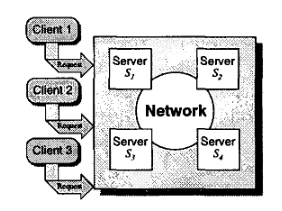 Client 1
Request
Client 2
Request
Client 3
Request
Server
S1
Server
S2
Network
Server
S3
Server
S4